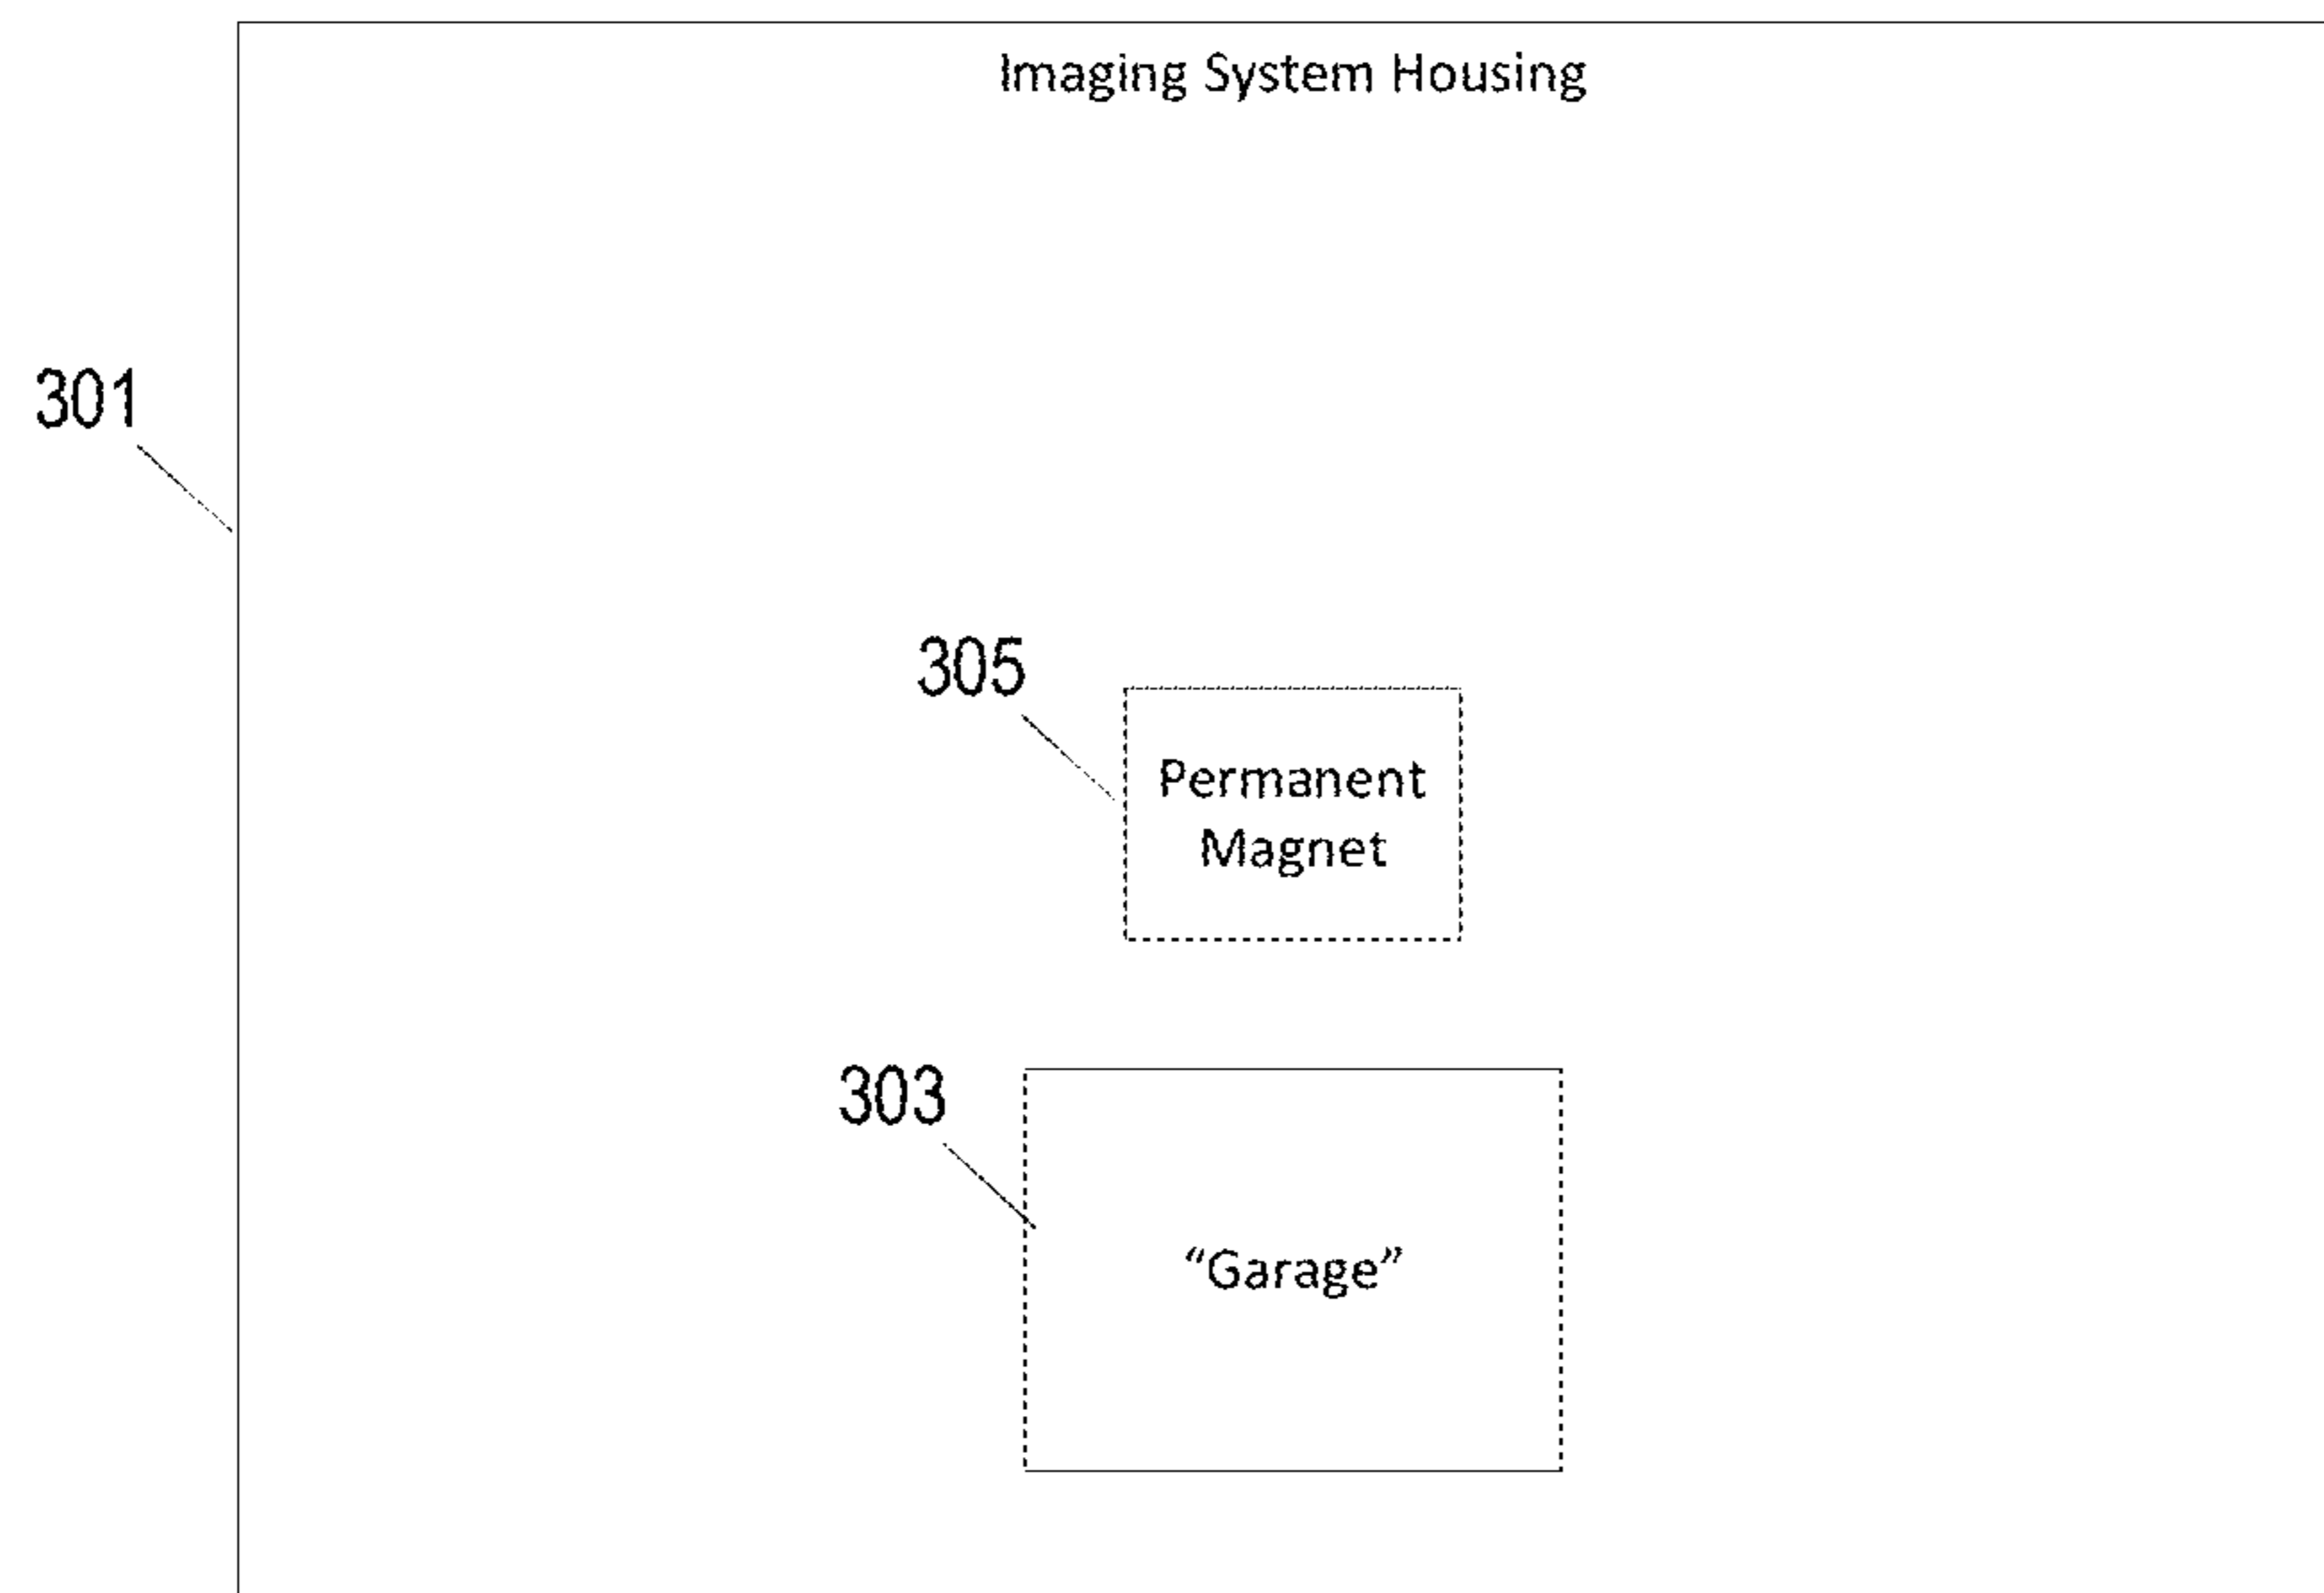 Imaging System Housing
301
305
Permanent
Magnet
303
“Garage”